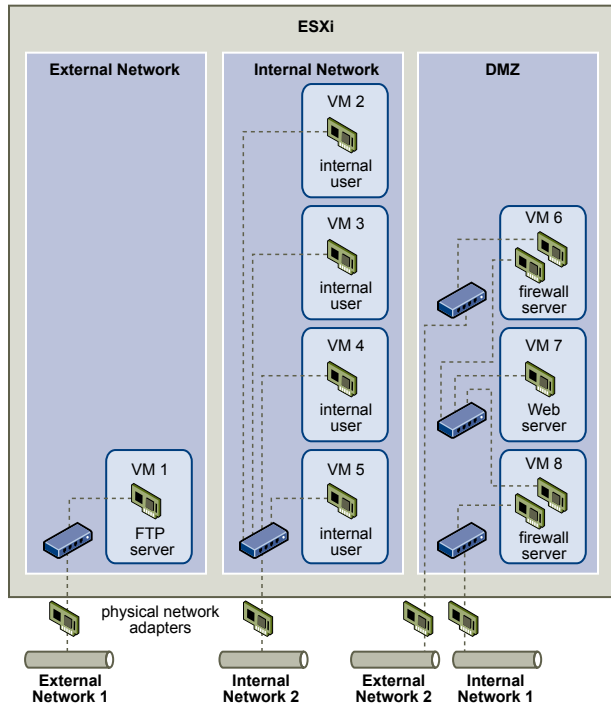 ESXi
External Network
Internal Network
DMZ
VM 2
internal
user
VM 3
internal
user
VM 4
internal
user
VM 5
internal
user
VM 1
FTP
server
VM 6
firewall
server
VM 7
Web
server
VM 8
firewall
server
physical network
adapters
External
Network 1
Internal
Network 2
External
Network 2
Internal
Network 1